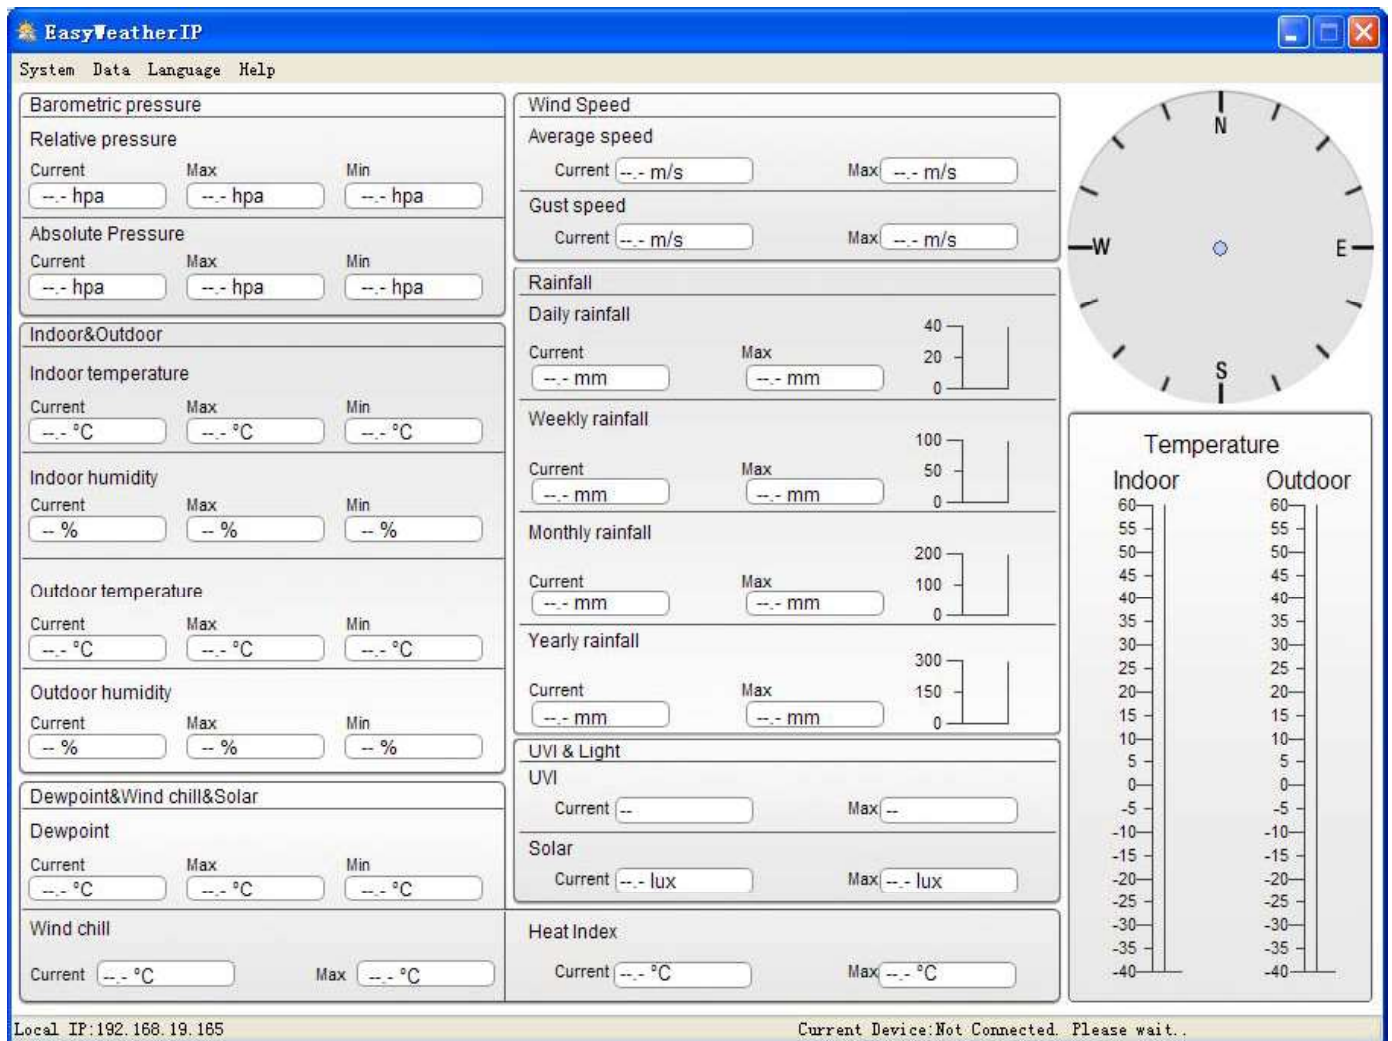 EasyWeatherIP
System Data Language Help
Barometric pressure
Relative pressure
Current Max Min
--.- hpa --.- hpa --.- hpa
Absolute Pressure
Current Max Min
--.- hpa --.- hpa --.- hpa
Indoor&Outdoor
Indoor temperature
Current Max Min
--.- °C --.- °C --.- °C
Indoor humidity
Current Max Min
-- % -- % -- %
Outdoor temperature
Current Max Min
--.- °C --.- °C --.- °C
Outdoor humidity
Current Max Min
-- % -- % -- %
Dewpoint&Wind chill&Solar
Dewpoint
Current Max Min
--.- °C --.- °C --.- °C
Wind chill
Current --.- °C Max --.- °C
Wind Speed
Average speed
Current --.- m/s Max --.- m/s
Gust speed
Current --.- m/s Max --.- m/s
Rainfall
Daily rainfall
Current Max
--.- mm --.- mm
40
20
0
Weekly rainfall
Current Max
--.- mm --.- mm
100
50
0
Monthly rainfall
Current Max
--.- mm --.- mm
200
100
0
Yearly rainfall
Current Max
--.- mm --.- mm
300
150
0
UVI & Light
UVI
Current -- Max --
Solar
Current --.- lux Max --.- lux
Heat Index
Current --.- °C Max --.- °C
N
W E
S
Temperature
Indoor Outdoor
60 60
55 55
50 50
45 45
40 40
35 35
30 30
25 25
20 20
15 15
10 10
5 5
0 0
-5 -5
-10 -10
-15 -15
-20 -20
-25 -25
-30 -30
-35 -35
-40 -40
Local IP:192.168.19.165 Current Device:Not Connected. Please wait..